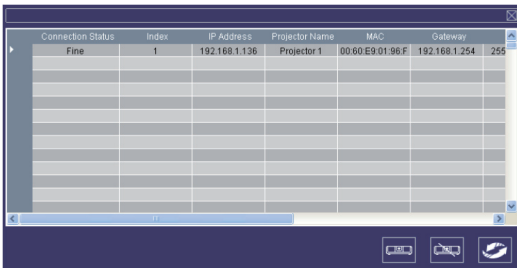 Connection Status Index IP Address Projector Name MAC Gateway
Fine 1 192.168.1.136 Projector 1 00:60:E9:01:96:F 192.168.1.254 255